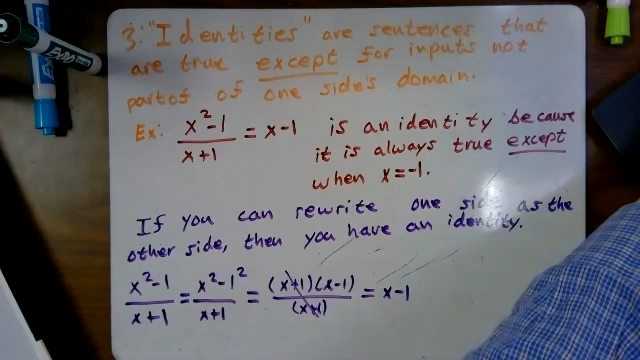 3: "Identities" are sentences that
are true except for inputs not
part of of one side's domain.
Ex: x²-1 / x+1 = x-1 is an identity because
it is always true except
when x=-1.
If you can rewrite one side as the
other side, then you have an identity.
x²-1 / x+1 = x²-1² / x+1 = (x+1)(x-1) / (x+1) = x-1
EXPO